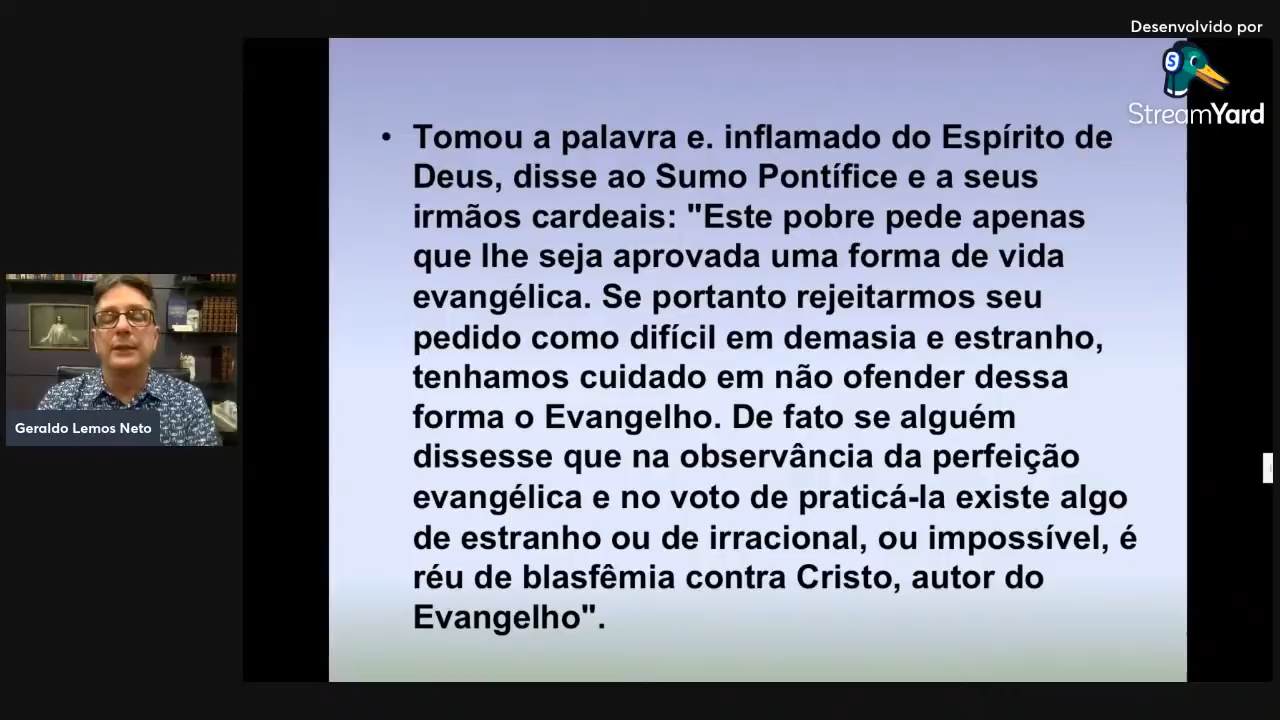 Desenvolvido por
StreamYard
• Tomou a palavra e. inflamado do Espírito de
Deus, disse ao Sumo Pontífice e a seus
irmãos cardeais: "Este pobre pede apenas
que lhe seja aprovada uma forma de vida
evangélica. Se portanto rejeitarmos seu
pedido como difícil em demasia e estranho,
tenhamos cuidado em não ofender dessa
forma o Evangelho. De fato se alguém
dissesse que na observância da perfeição
evangélica e no voto de praticá-la existe algo
de estranho ou de irracional, ou impossível, é
réu de blasfêmia contra Cristo, autor do
Evangelho".
Geraldo Lemos Neto